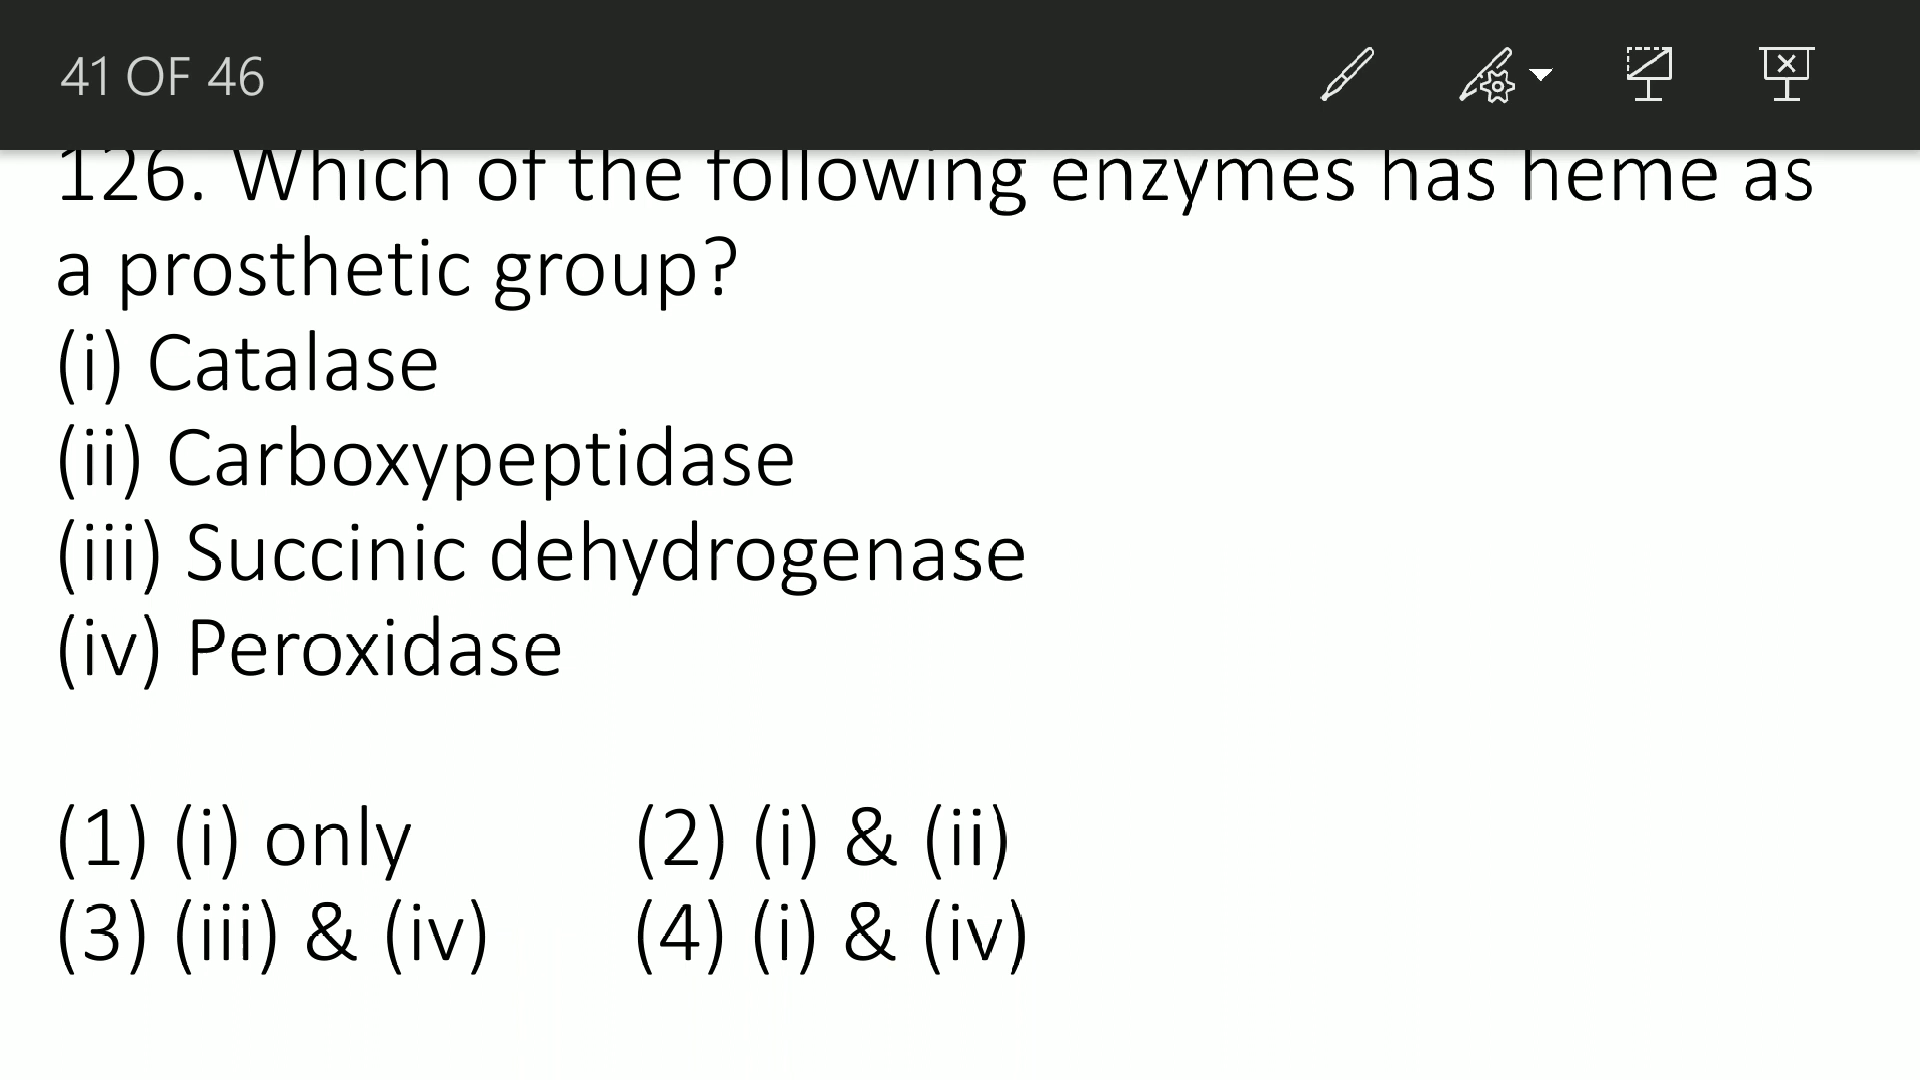 41 OF 46
126. Which of the following enzymes has heme as
a prosthetic group?
(i) Catalase
(ii) Carboxypeptidase
(iii) Succinic dehydrogenase
(iv) Peroxidase
(1) (i) only (2) (i) & (ii)
(3) (iii) & (iv) (4) (i) & (iv)